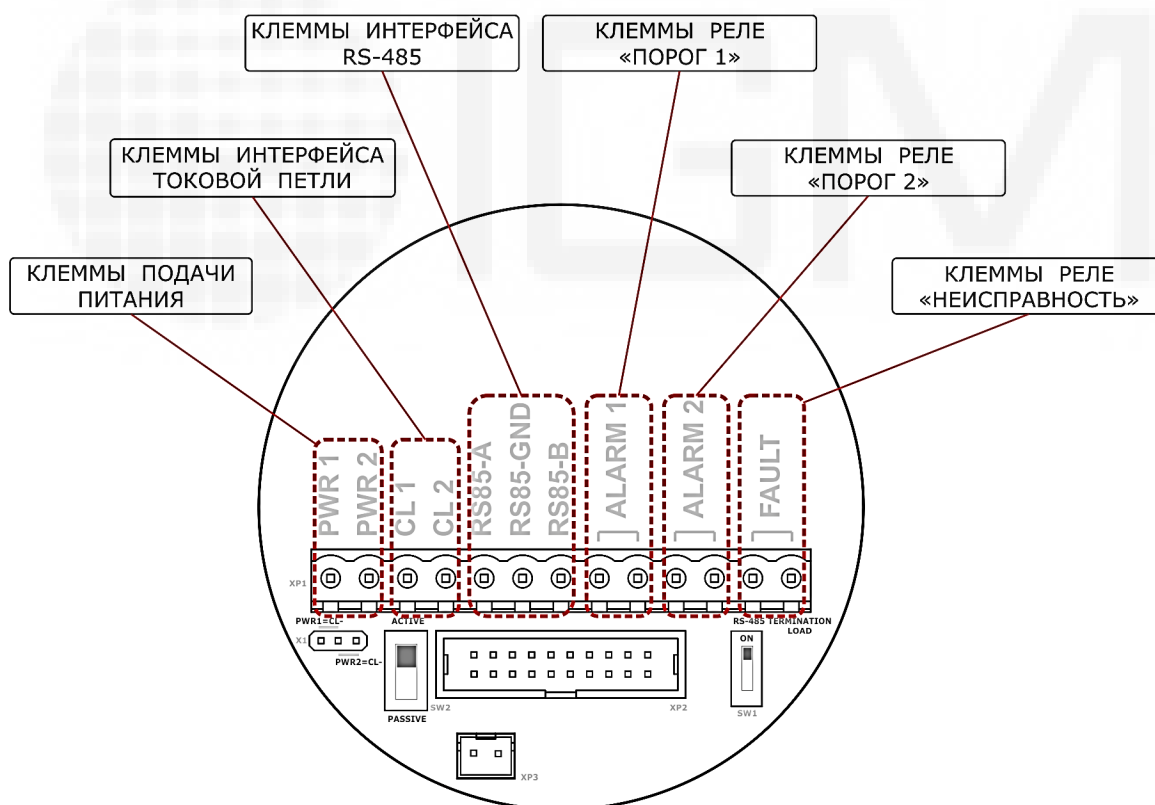 КЛЕММЫ ИНТЕРФЕЙСА
RS-485
КЛЕММЫ РЕЛЕ
«ПОРОГ 1»
КЛЕММЫ ИНТЕРФЕЙСА
ТОКОВОЙ ПЕТЛИ
КЛЕММЫ РЕЛЕ
«ПОРОГ 2»
КЛЕММЫ ПОДАЧИ
ПИТАНИЯ
КЛЕММЫ РЕЛЕ
«НЕИСПРАВНОСТЬ»
PWR 1
PWR 2
CL 1
CL 2
RS85-A
RS85-GND
RS85-B
ALARM 1
ALARM 2
FAULT
XP1
PWR1=CL-
ACTIVE
RS-485 TERMINATION
LOAD
X1
ON
PWR2=CL-
SW2
XP2
SW1
PASSIVE
XP3
IGM